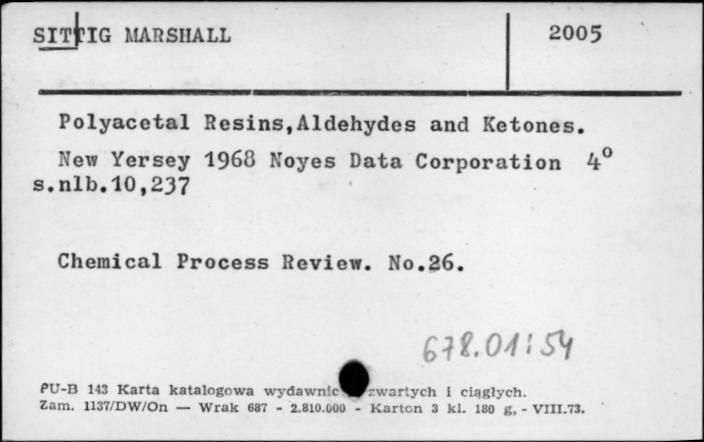 SITTIG MARSHALL
2005
Polyacetal Resins,Aldehydes and Ketones.
New Yersey 1968 Noyes Data Corporation 4º
s.nlb.10,237
Chemical Process Review. No.26.
678.01:54
PU-B 143 Karta katalogowa wydawnic zwartych i ciągłych.
Zam. 1137/DW/On — Wrak 687 - 2.810.000 - Karton 3 kl. 180 g, - VIII.73.